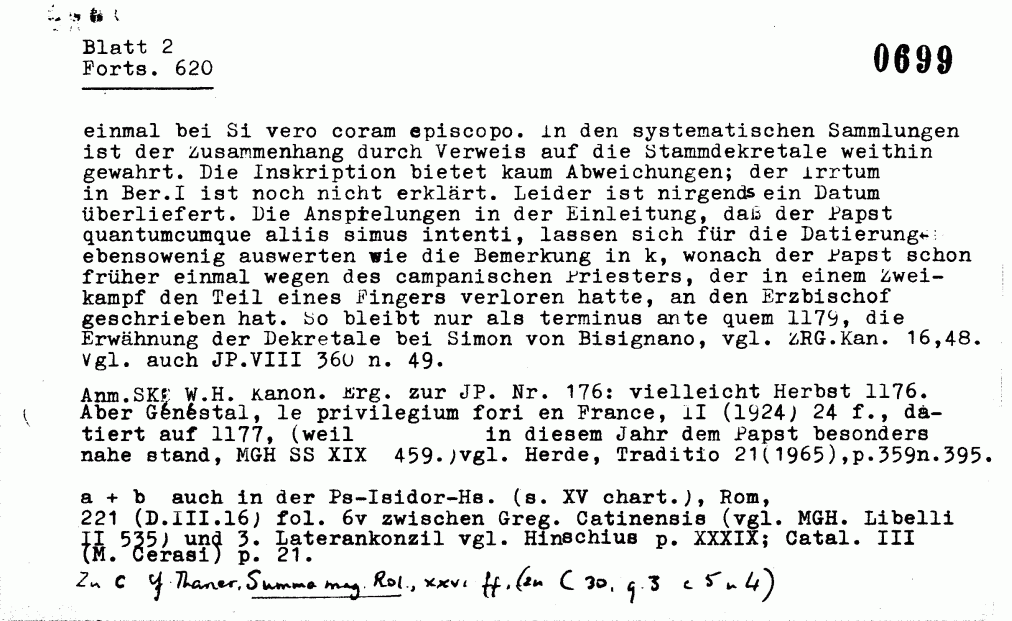 Blatt 2
Forts. 620
0699
einmal bei Si vero coram episcopo. In den systematischen Sammlungen
ist der Zusammenhang durch Verweis auf die Stammdekretale weithin
gewahrt. Die Inskription bietet kaum Abweichungen; der Irrtum
in Ber.I ist noch nicht erklärt. Leider ist nirgends ein Datum
überliefert. Die Anspielungen in der Einleitung, daß der Papst
quantumcumque aliis simus intenti, lassen sich für die Datierung
ebensowenig auswerten wie die Bemerkung in k, wonach der Papst schon
früher einmal wegen des campanischen Priesters, der in einem Zwei-
kampf den Teil eines Fingers verloren hatte, an den Erzbischof
geschrieben hat. So bleibt nur als terminus ante quem 1179, die
Erwähnung der Dekretale bei Simon von Bisignano, vgl. ZRG.Kan. 16,48.
Vgl. auch JP.VIII 360 n. 49.
Anm.SKf W.H. Kanon. Erg. zur JP. Nr. 176: vielleicht Herbst 1176.
Aber Généstal, le privilegium fori en France, II (1924) 24 f., da-
tiert auf 1177, (weil in diesem Jahr dem Papst besonders
nahe stand, MGH SS XIX 459.)vgl. Herde, Traditio 21(1965),p.359n.395.
a + b auch in der Ps-Isidor-Hs. (s. XV chart.), Rom,
221 (D.III.16) fol. 6v zwischen Greg. Catinensis (vgl. MGH. Libelli
II 535) und 3. Laterankonzil vgl. Hinschius p. XXXIX; Catal. III
(M. Cerasi) p. 21.
Zu c cf. Thaner, Summa mag. Rol., xxvi ff. (zu C 30, q.3 c 5 n 4)